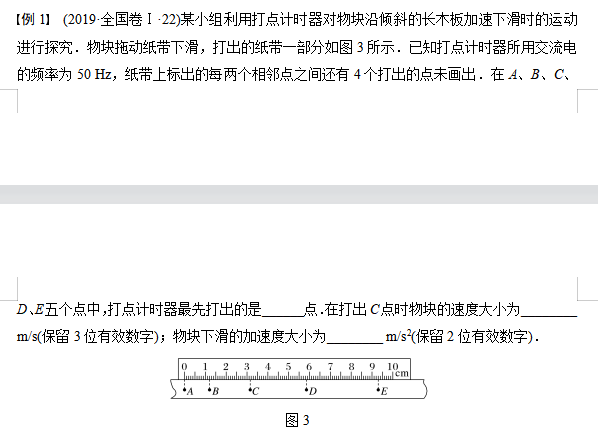 【例 1】 (2019·全国卷Ⅰ·22)某小组利用打点计时器对物块沿倾斜的长木板加速下滑时的运动
进行探究．物块拖动纸带下滑，打出的纸带一部分如图 3 所示．已知打点计时器所用交流电
的频率为 50 Hz，纸带上标出的每两个相邻点之间还有 4 个打出的点未画出．在 A、B、C、
D、E五个点中，打点计时器最先打出的是______点．在打出 C 点时物块的速度大小为________
m/s(保留 3 位有效数字)；物块下滑的加速度大小为________ m/s²(保留 2 位有效数字)．
0 1 2 3 4 5 6 7 8 9 10
cm
A B C D E
图 3